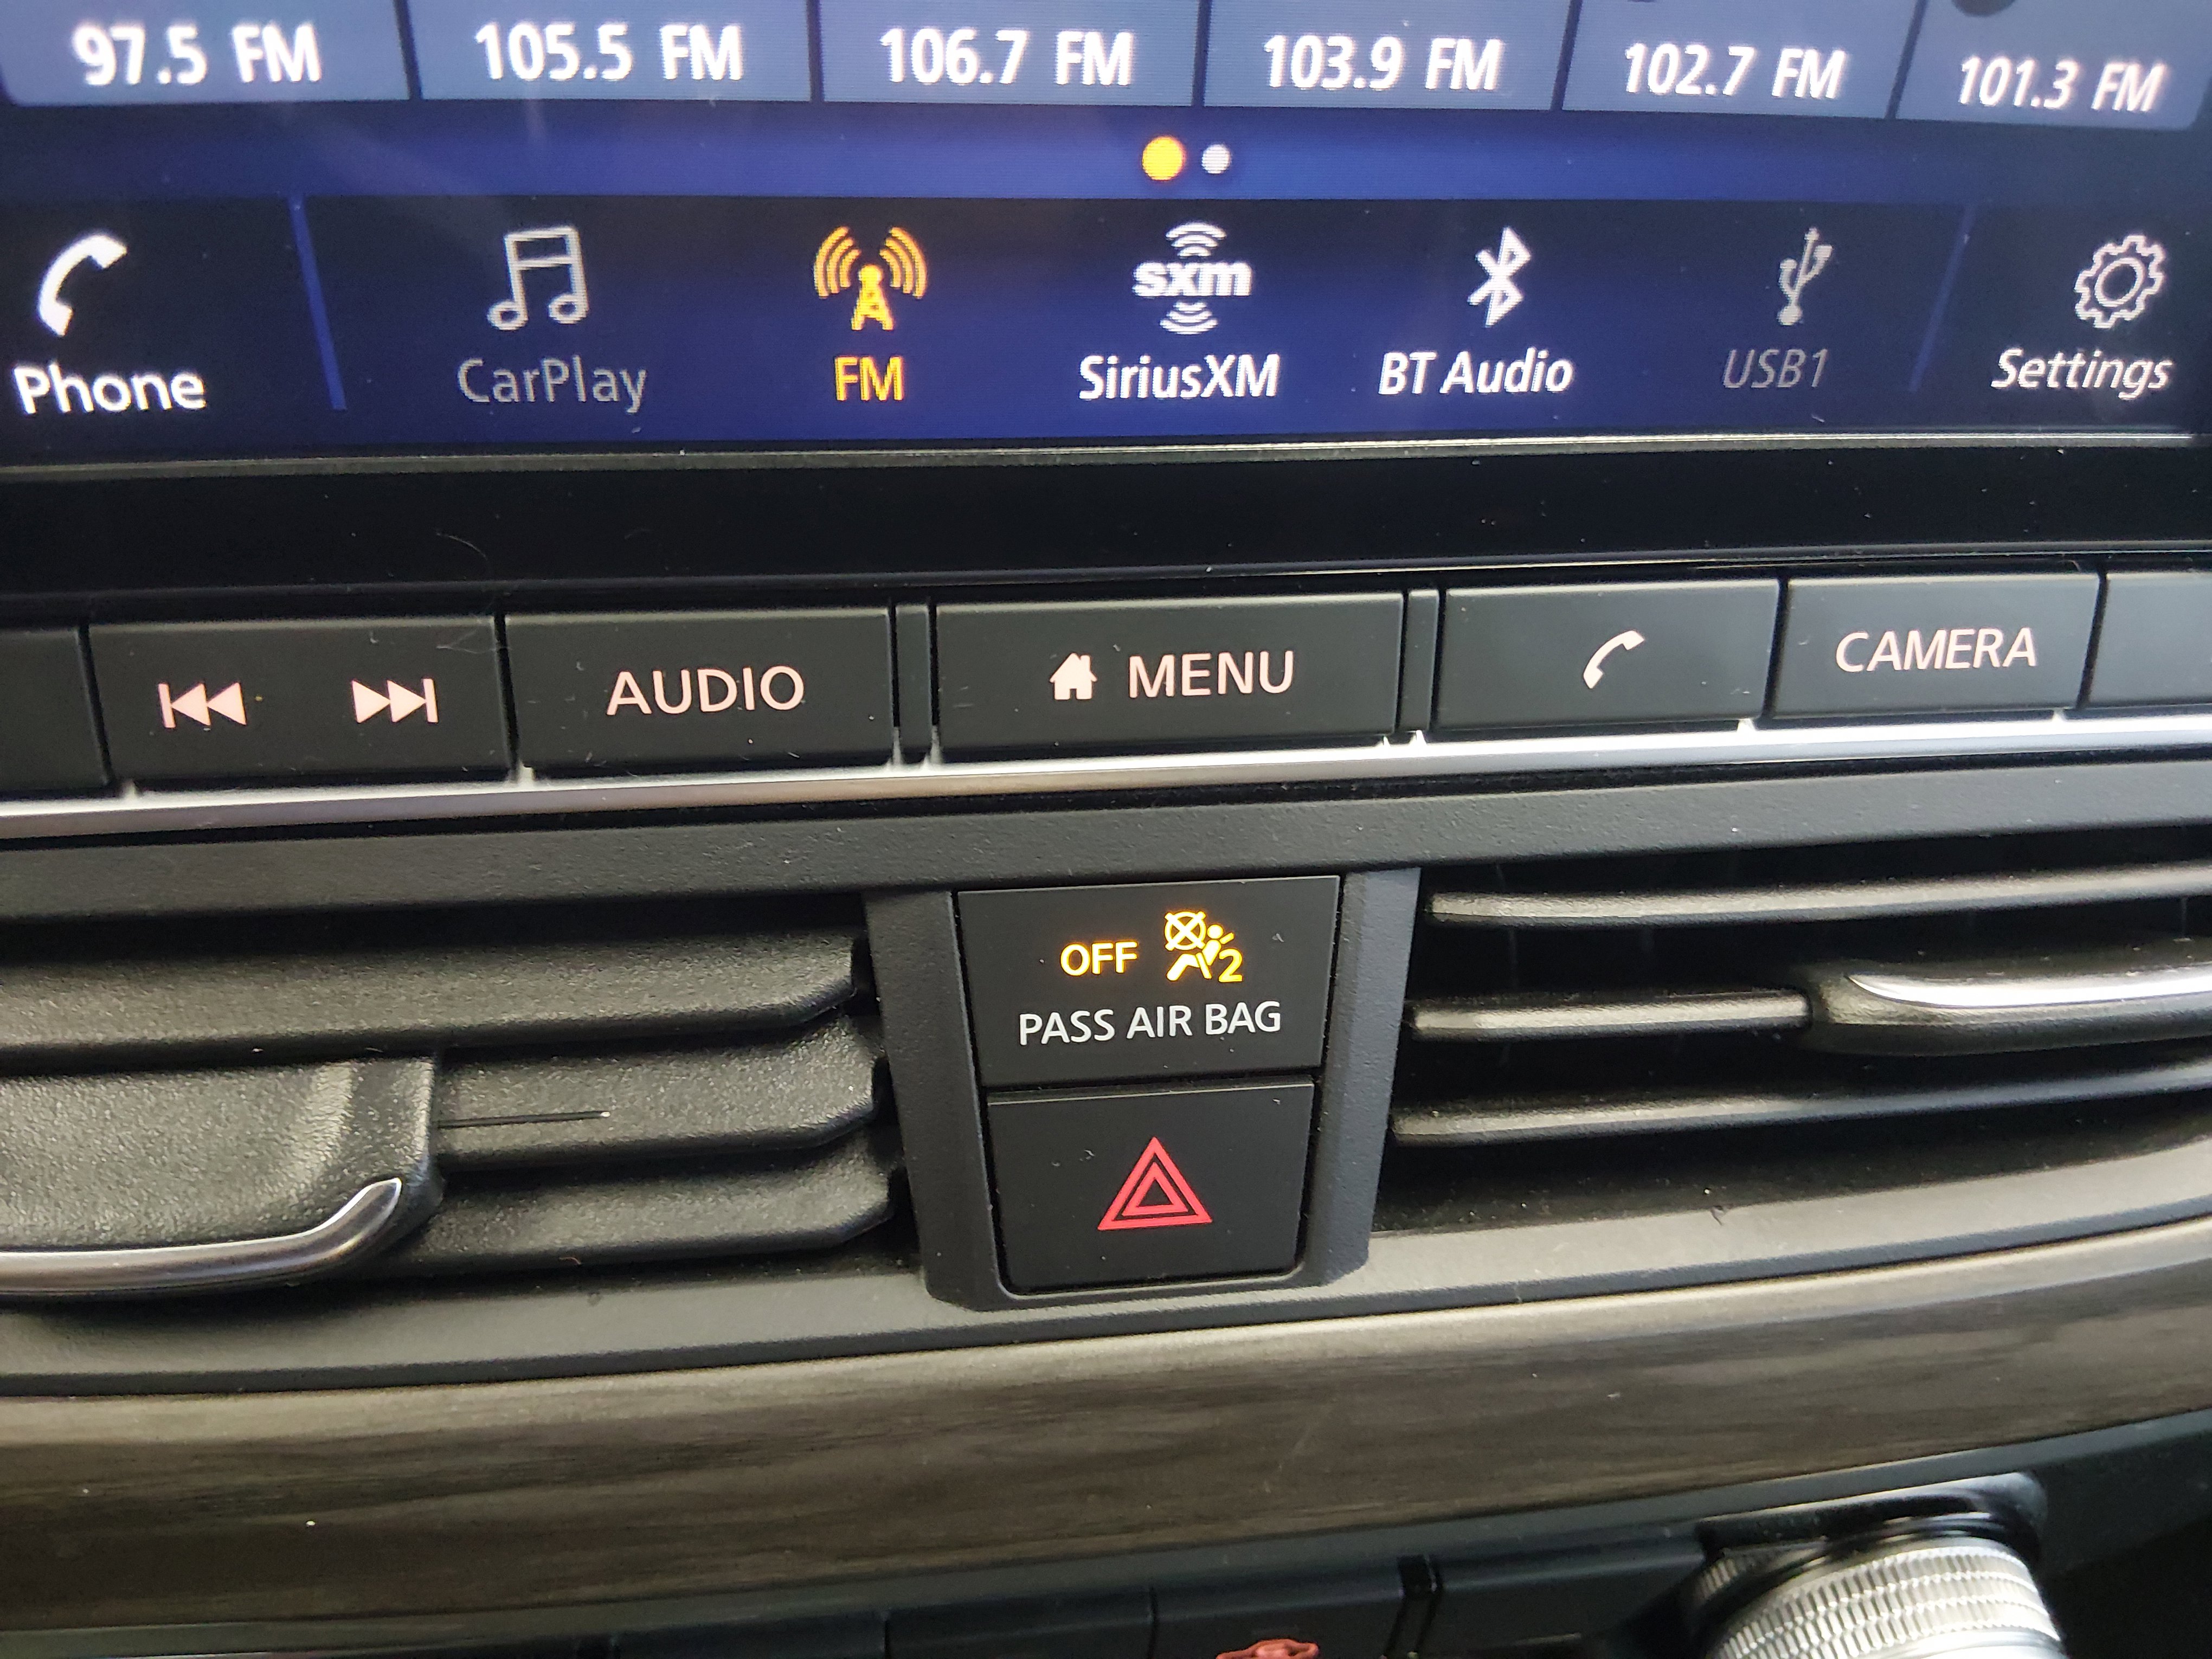 97.5 FM 105.5 FM 106.7 FM 103.9 FM 102.7 FM 101.3 FM
sxm
Phone CarPlay FM SiriusXM BT Audio USB1 Settings
AUDIO MENU CAMERA
OFF 2
PASS AIR BAG